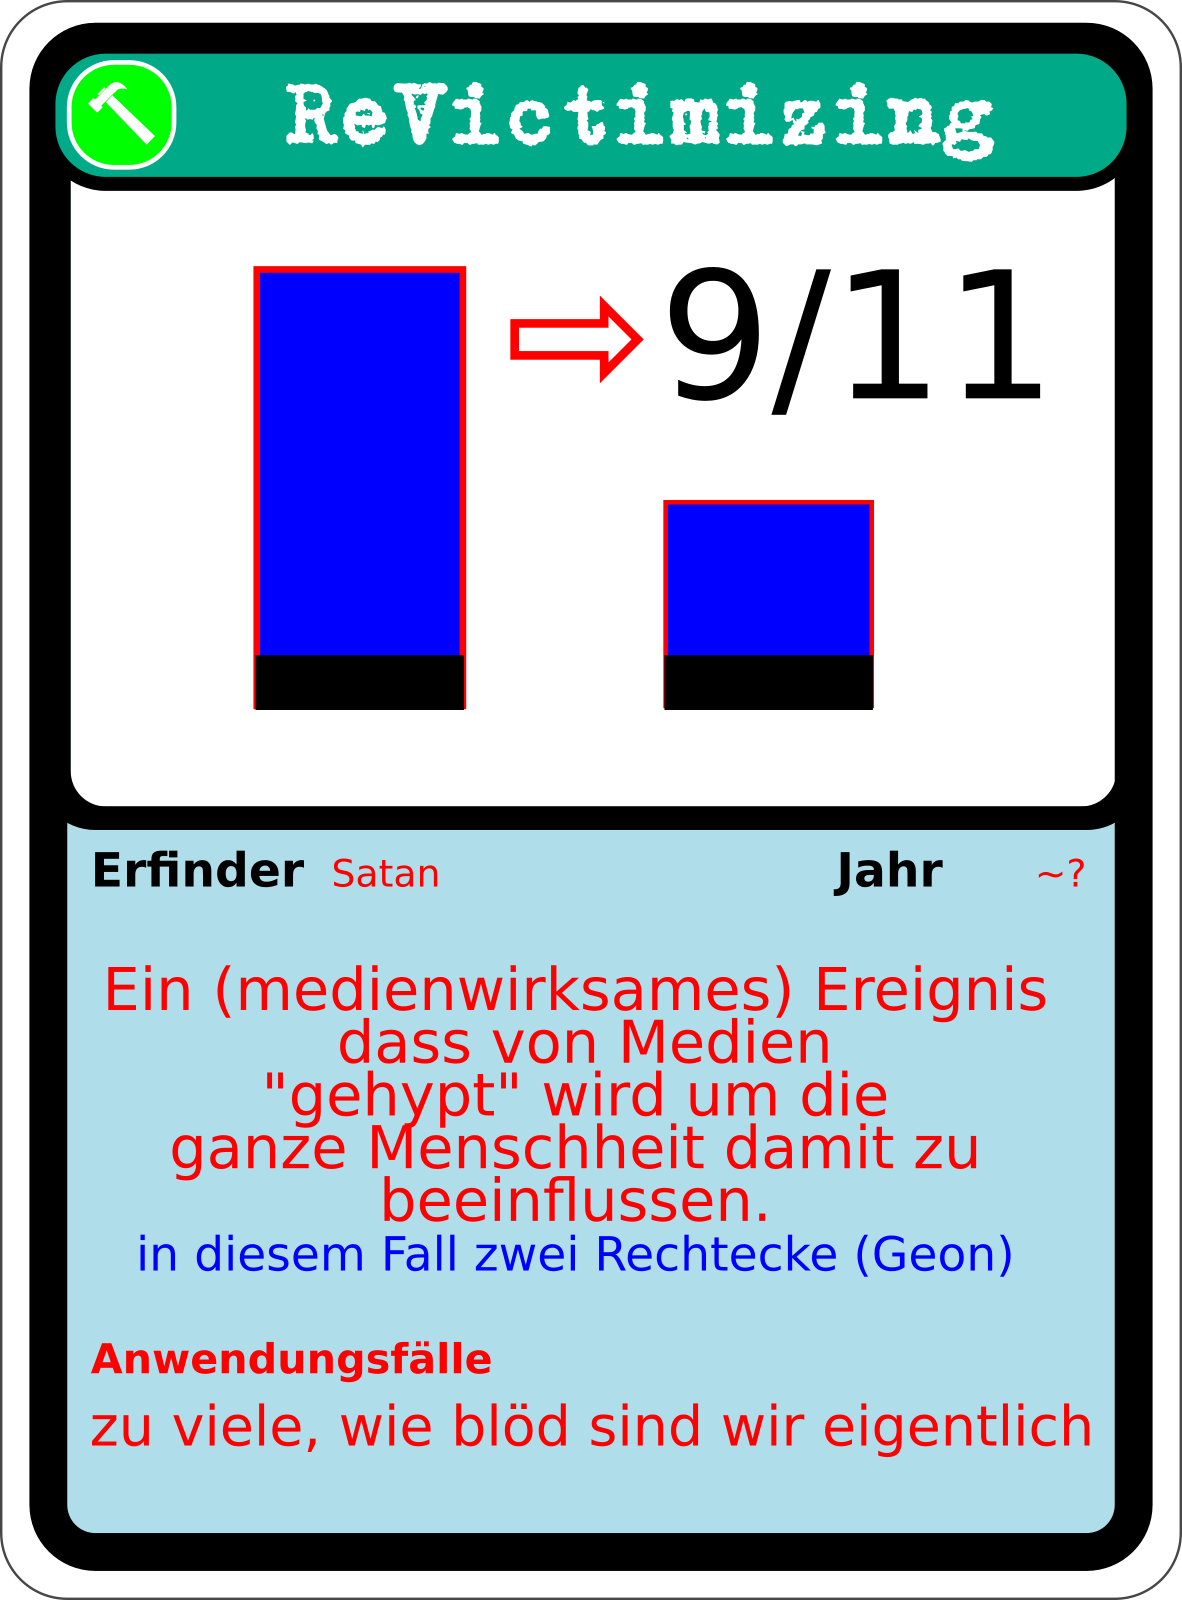 ReVictimizing
9/11
Erfinder Satan Jahr ~?
Ein (medienwirksames) Ereignis
dass von Medien
"gehypt" wird um die
ganze Menschheit damit zu
beeinflussen.
in diesem Fall zwei Rechtecke (Geon)
Anwendungsfälle
zu viele, wie blöd sind wir eigentlich